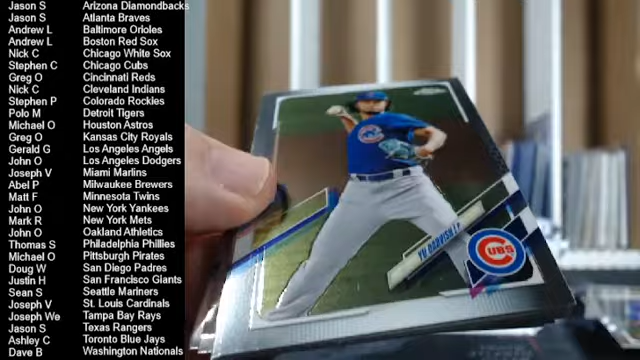 Jason S Arizona Diamondbacks
Jason S Atlanta Braves
Andrew L Baltimore Orioles
Andrew L Boston Red Sox
Nick C Chicago White Sox
Stephen C Chicago Cubs
Greg O Cincinnati Reds
Nick C Cleveland Indians
Stephen P Colorado Rockies
Polo M Detroit Tigers
Michael O Houston Astros
Greg O Kansas City Royals
Gerald G Los Angeles Angels
John O Los Angeles Dodgers
Joseph V Miami Marlins
Abel P Milwaukee Brewers
Matt F Minnesota Twins
John O New York Yankees
Mark R New York Mets
John O Oakland Athletics
Thomas S Philadelphia Phillies
Michael O Pittsburg Pirates
Doug W San Diego Padres
Justin H San Francisco Giants
Sean S Seattle Mariners
Joseph V St. Louis Cardinals
Joseph We Tampa Bay Rays
Jason S Texas Rangers
Ashley C Toronto Blue Jays
Dave B Washington Nationals
YU DARVISH
CUBS